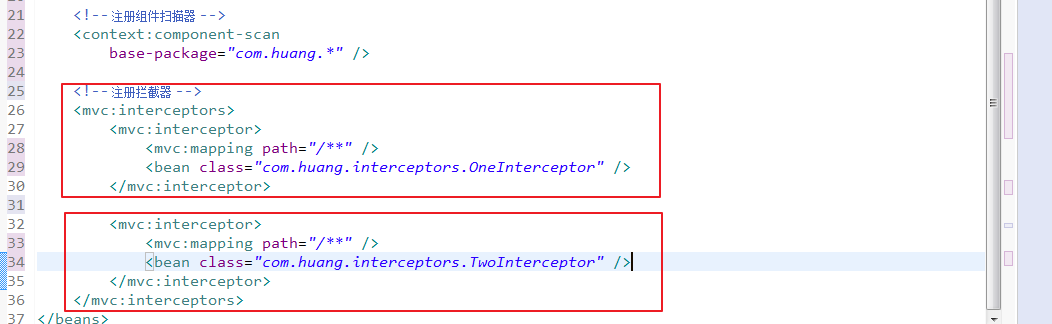 21 <!-- 注册组件扫描器 -->
22 <context:component-scan
23 base-package="com.huang.*" />
24
25 <!-- 注册拦截器 -->
26 <mvc:interceptors>
27 <mvc:interceptor>
28 <mvc:mapping path="/**" />
29 <bean class="com.huang.interceptors.OneInterceptor" />
30 </mvc:interceptor>
31
32 <mvc:interceptor>
33 <mvc:mapping path="/**" />
34 <bean class="com.huang.interceptors.TwoInterceptor" />
35 </mvc:interceptor>
36 </mvc:interceptors>
37 </beans>